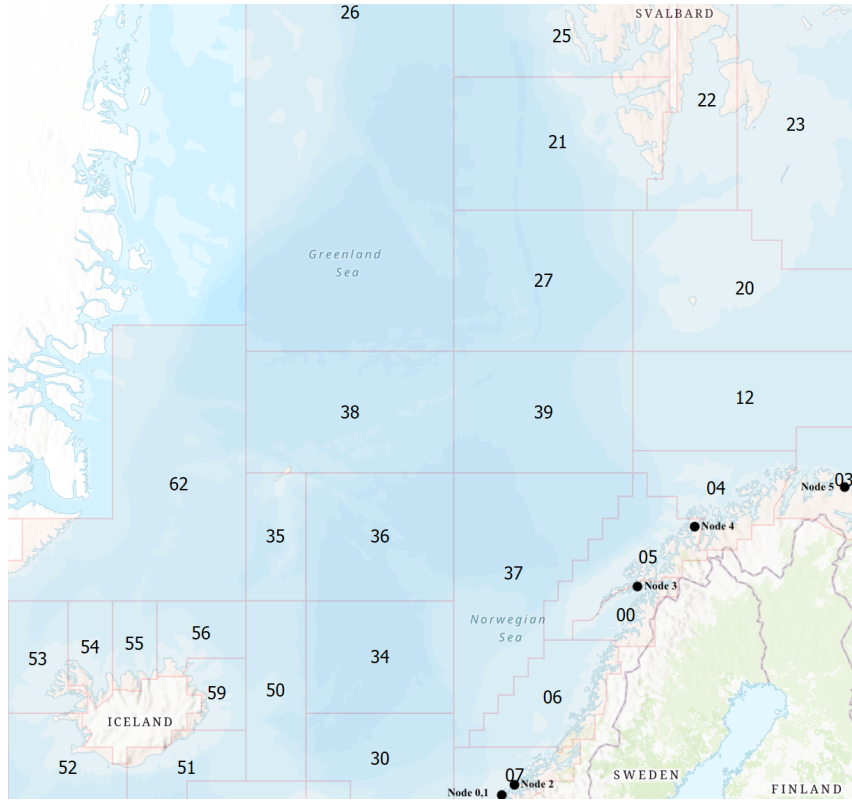 26
SVALBARD
25
22
23
21
Greenland
Sea
27
20
38
39
12
62
04
03
Node 5
Node 4
35
36
05
37
Node 3
00
Norwegian
Sea
56
55
54
53
34
59
50
06
ICELAND
52
51
30
07
Node 2
SWEDEN
Node 0,1
FINLAND